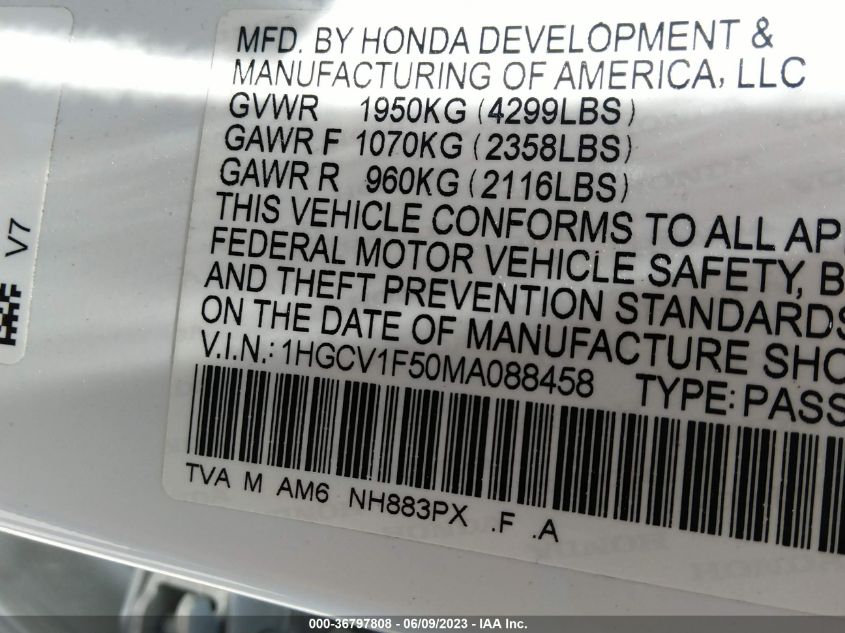 MFD. BY HONDA DEVELOPMENT &
MANUFACTURING OF AMERICA, LLC
GVWR 1950KG (4299LBS)
GAWR F 1070KG (2358LBS)
GAWR R 960KG (2116LBS)
THIS VEHICLE CONFORMS TO ALL AP
FEDERAL MOTOR VEHICLE SAFETY, B
AND THEFT PREVENTION STANDARDS
ON THE DATE OF MANUFACTURE SHO
V.I.N.: 1HGCV1F50MA088458 TYPE: PASS
TVA M AM6 NH883PX .F .A
V7
HONDA
HONDA
000-36797808 - 06/09/2023 - IAA Inc.